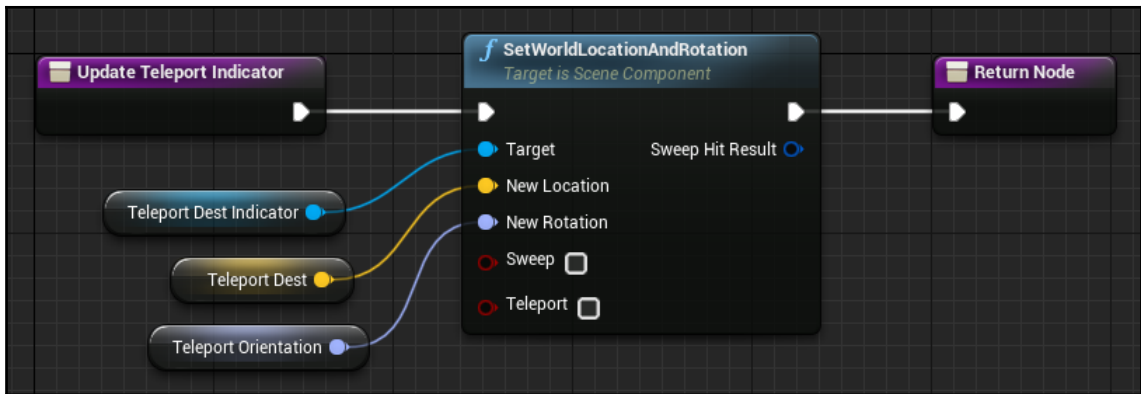 Update Teleport Indicator
f SetWorldLocationAndRotation
Target is Scene Component
Return Node
Target
Sweep Hit Result
New Location
New Rotation
Sweep
Teleport
Teleport Dest Indicator
Teleport Dest
Teleport Orientation